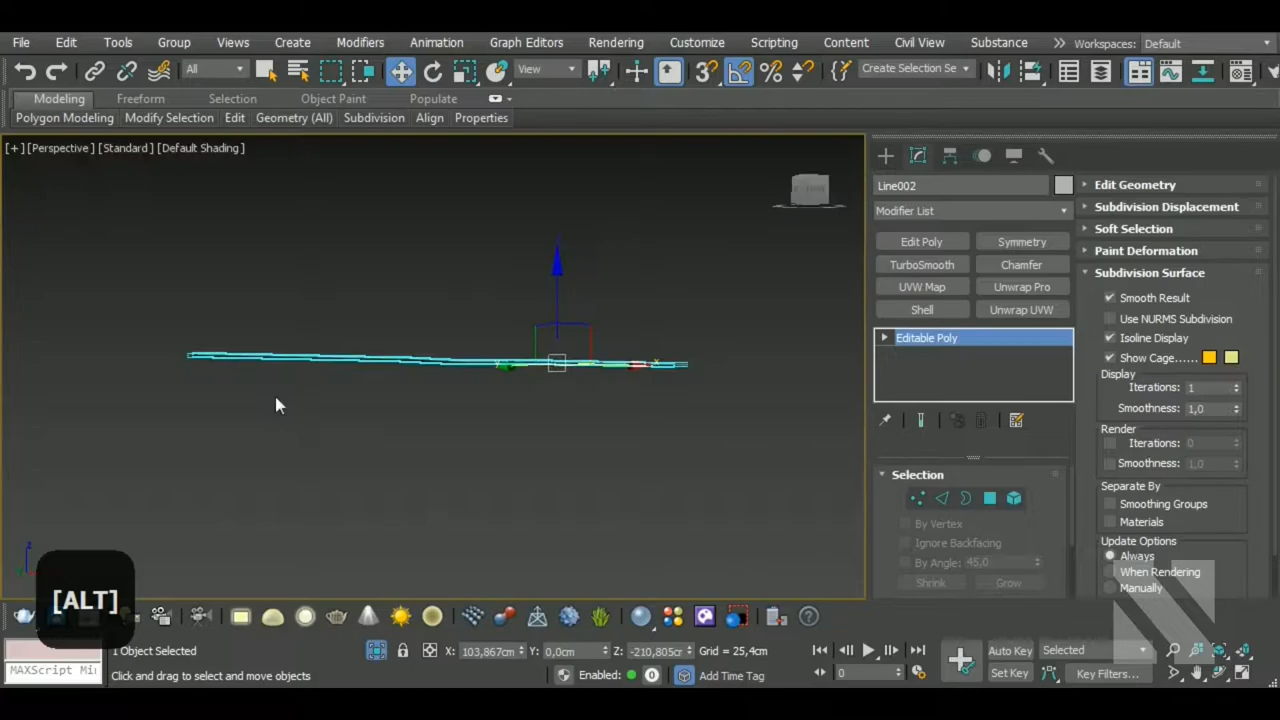 File Edit Tools Group Views Create Modifiers Animation Graph Editors Rendering Customize Scripting Content Civil View Substance Workspaces: Default
All View Create Selection Se
Modeling Freeform Selection Object Paint Populate
Polygon Modeling Modify Selection Edit Geometry (All) Subdivision Align Properties
[+] [Perspective] [Standard] [Default Shading]
Line002
Modifier List
Edit Poly Symmetry
TurboSmooth Chamfer
UVW Map Unwrap Pro
Shell Unwrap UVW
Editable Poly
Selection
By Vertex
Ignore Backfacing
By Angle: 45,0
Shrink Grow
Edit Geometry
Subdivision Displacement
Soft Selection
Paint Deformation
Subdivision Surface
Smooth Result
Use NURMS Subdivision
Isoline Display
Show Cage......
Display
Iterations: 1
Smoothness: 1,0
Render
Iterations: 0
Smoothness: 1,0
Separate By
Smoothing Groups
Materials
Update Options
Always
When Rendering
Manually
y x
z
[ALT]
1 Object Selected X: 103,867cm Y: 0,0cm Z: -210,805cm Grid = 25,4cm Auto Key Selected
MAXScript Mi Click and drag to select and move objects Enabled: 0 Add Time Tag 0 Set Key Key Filters...